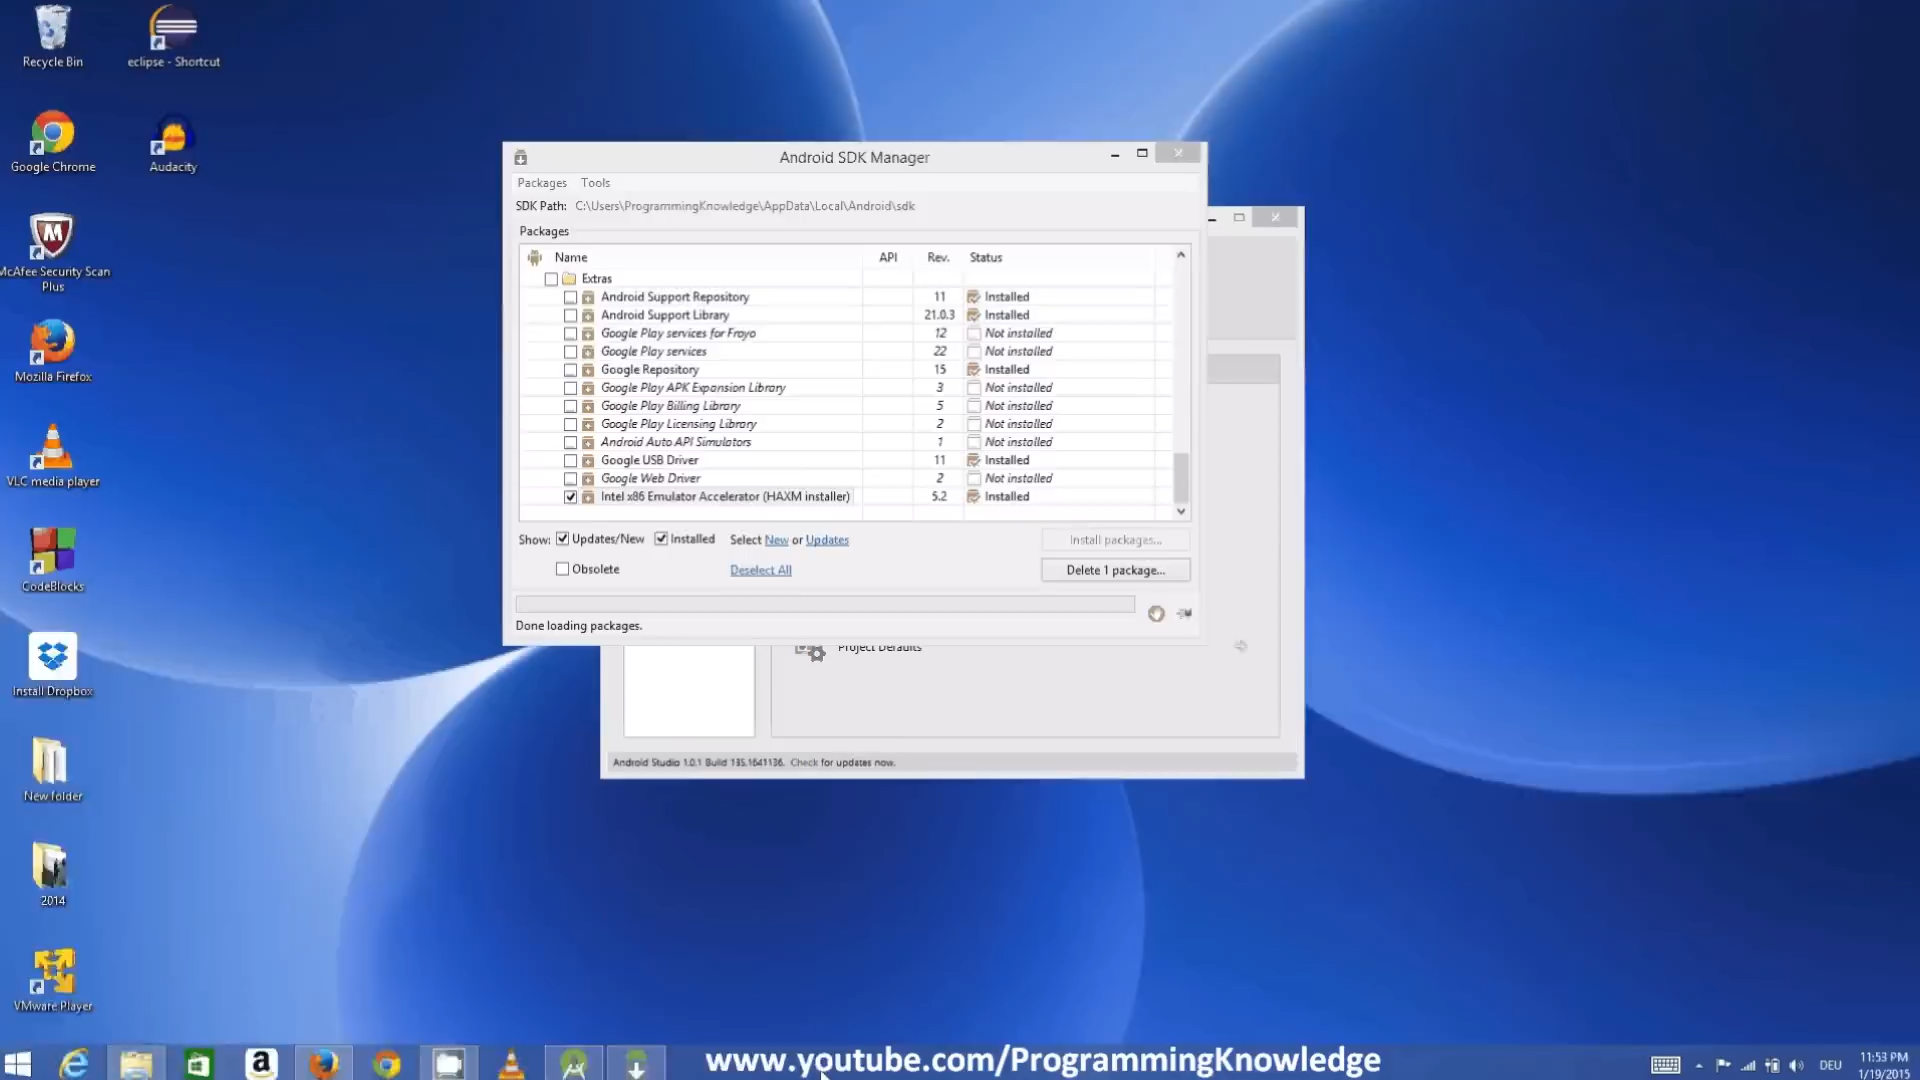 Recycle Bin
eclipse - Shortcut
Google Chrome
Audacity
McAfee Security Scan
Plus
Mozilla Firefox
VLC media player
CodeBlocks
Install Dropbox
New folder
2014
VMware Player
Android SDK Manager
Packages Tools
SDK Path: C:\Users\ProgrammingKnowledge\AppData\Local\Android\sdk
Packages
Name API Rev. Status
Extras
Android Support Repository 11 Installed
Android Support Library 21.0.3 Installed
Google Play services for Froyo 12 Not installed
Google Play services 22 Not installed
Google Repository 15 Installed
Google Play APK Expansion Library 3 Not installed
Google Play Billing Library 5 Not installed
Google Play Licensing Library 2 Not installed
Android Auto API Simulators 1 Not installed
Google USB Driver 11 Installed
Google Web Driver 2 Not installed
Intel x86 Emulator Accelerator (HAXM installer) 5.2 Installed
Show: Updates/New Installed Select New or Updates Install packages...
Obsolete Deselect All Delete 1 package...
Done loading packages.
Project Defaults
Android Studio 1.0.1 Build 135.1641136. Check for updates now.
www.youtube.com/ProgrammingKnowledge
DEU
11:53 PM
1/19/2015